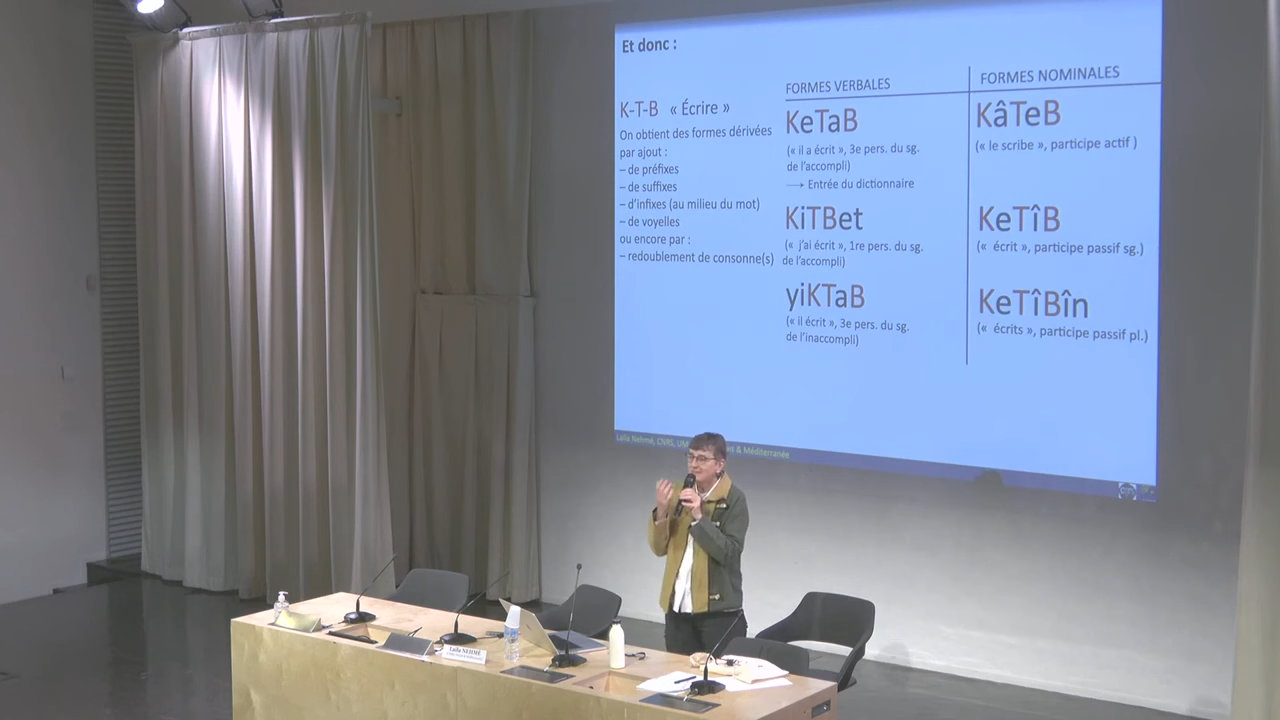 Et donc :
K-T-B « Écrire »
On obtient des formes dérivées
par ajout :
– de préfixes
– de suffixes
– d'infixes (au milieu du mot)
– de voyelles
ou encore par :
– redoublement de consonne(s)
FORMES VERBALES
KeTaB
(« il a écrit », 3e pers. du sg.
de l'accompli)
→ Entrée du dictionnaire
KiTBet
(« j'ai écrit », 1re pers. du sg.
de l'accompli)
yiKTaB
(« il écrit », 3e pers. du sg.
de l'inaccompli)
FORMES NOMINALES
KâTeB
(« le scribe », participe actif )
KeTîB
(« écrit », participe passif sg.)
KeTîBîn
(« écrits », participe passif pl.)
Laïla Nehmé, CNRS, & Méditerranée
Laïla NEHMÉ